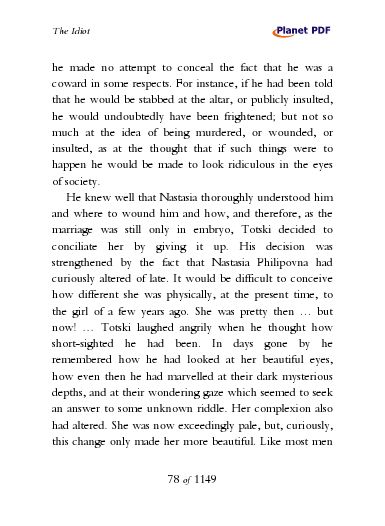 The Idiot
Planet PDF
he made no attempt to conceal the fact that he was a
coward in some respects. For instance, if he had been told
that he would be stabbed at the altar, or publicly insulted,
he would undoubtedly have been frightened; but not so
much at the idea of being murdered, or wounded, or
insulted, as at the thought that if such things were to
happen he would be made to look ridiculous in the eyes
of society.
He knew well that Nastasia thoroughly understood him
and where to wound him and how, and therefore, as the
marriage was still only in embryo, Totski decided to
conciliate her by giving it up. His decision was
strengthened by the fact that Nastasia Philipovna had
curiously altered of late. It would be difficult to conceive
how different she was physically, at the present time, to
the girl of a few years ago. She was pretty then … but
now! … Totski laughed angrily when he thought how
short-sighted he had been. In days gone by he
remembered how he had looked at her beautiful eyes,
how even then he had marvelled at their dark mysterious
depths, and at their wondering gaze which seemed to seek
an answer to some unknown riddle. Her complexion also
had altered. She was now exceedingly pale, but, curiously,
this change only made her more beautiful. Like most men
78 of 1149